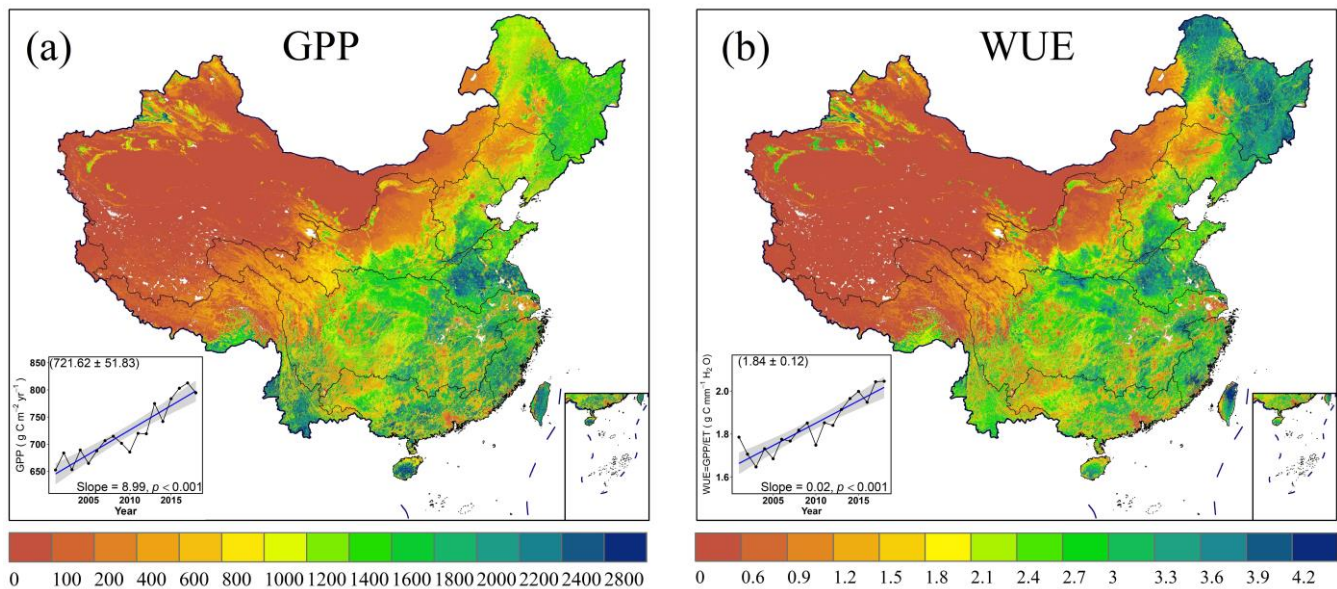 (a) GPP
850
800
750
700
650
GPP ( g C m⁻² yr⁻¹ )
(721.62 ± 51.83)
Slope = 8.99, p < 0.001
2005 2010 2015
Year
0 100 200 400 600 800 1000 1200 1400 1600 1800 2000 2200 2400 2800
(b) WUE
2.0
1.8
1.6
WUE=GPP/ET ( g C mm⁻¹ H₂ O)
(1.84 ± 0.12)
Slope = 0.02, p < 0.001
2005 2010 2015
Year
0 0.6 0.9 1.2 1.5 1.8 2.1 2.4 2.7 3 3.3 3.6 3.9 4.2